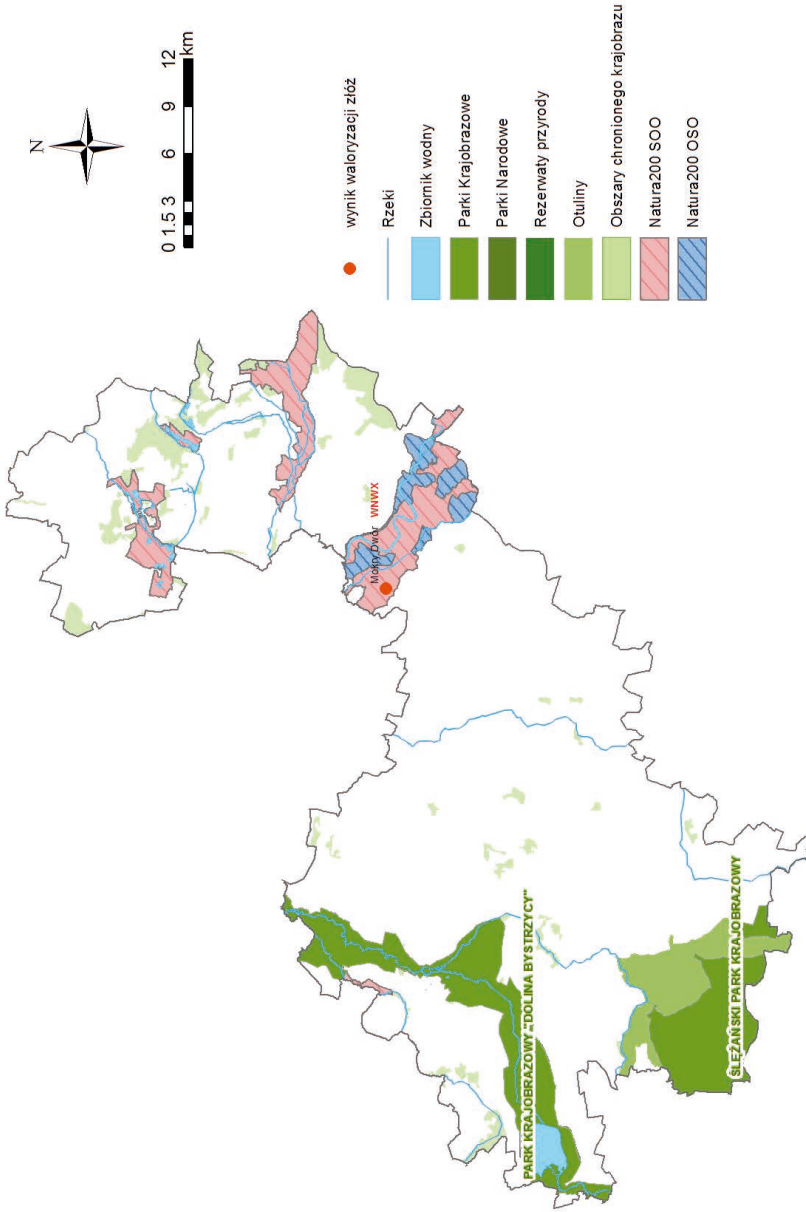 N
0 1.5 3 6 9 12
km
wynik waloryzacji złóż
Rzeki
Zbiornik wodny
Parki Krajobrazowe
Parki Narodowe
Rezerwaty przyrody
Otuliny
Obszary chronionego krajobrazu
Natura200 SOO
Natura200 OSO
Mokry Dwór WNWX
PARK KRAJOBRAZOWY "DOLINA BYSTRZYCY"
ŚLĘŻAŃSKI PARK KRAJOBRAZOWY